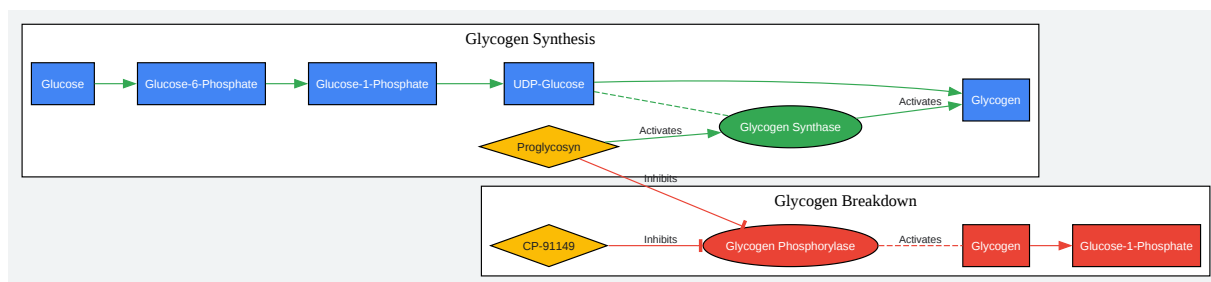 Glycogen Synthesis
Glucose
Glucose-6-Phosphate
Glucose-1-Phosphate
UDP-Glucose
Glycogen
Activates
Glycogen Synthase
Activates
Proglycosyn
Inhibits
Glycogen Breakdown
CP-91149
Inhibits
Glycogen Phosphorylase
Activates
Glycogen
Glucose-1-Phosphate